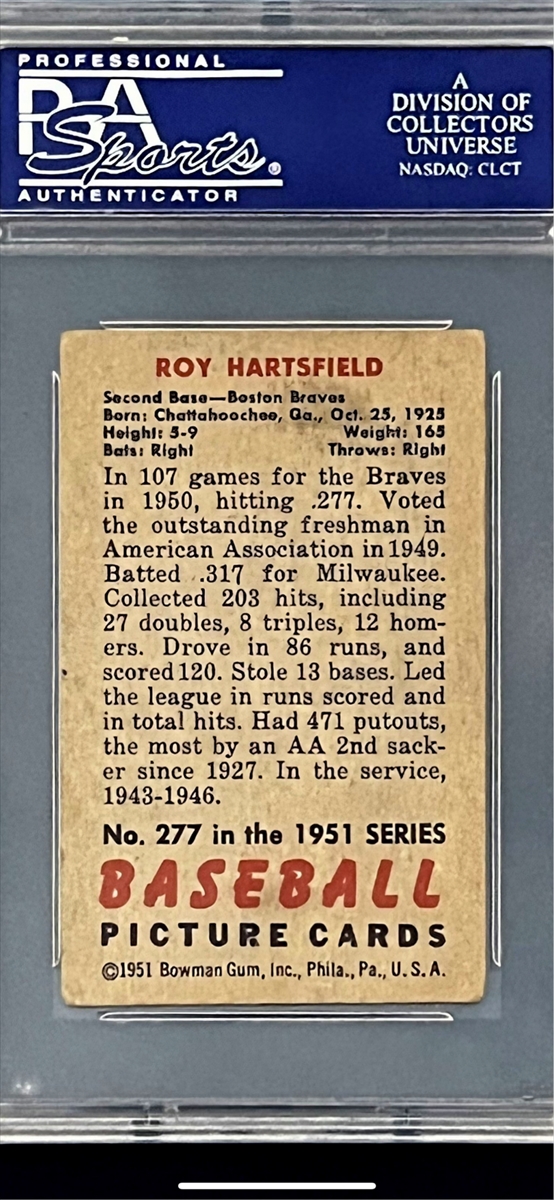 PROFESSIONAL
PSA
Sports
AUTHENTICATOR
A
DIVISION OF
COLLECTORS
UNIVERSE
NASDAQ: CLCT
ROY HARTSFIELD
Second Base—Boston Braves
Born: Chattahoochee, Ga., Oct. 25, 1925
Height: 5-9 Weight: 165
Bats: Right Throws: Right
In 107 games for the Braves
in 1950, hitting .277. Voted
the outstanding freshman in
American Association in 1949.
Batted .317 for Milwaukee.
Collected 203 hits, including
27 doubles, 8 triples, 12 hom-
ers. Drove in 86 runs, and
scored 120. Stole 13 bases. Led
the league in runs scored and
in total hits. Had 471 putouts,
the most by an AA 2nd sack-
er since 1927. In the service,
1943-1946.
No. 277 in the 1951 SERIES
BASEBALL
PICTURE CARDS
©1951 Bowman Gum, Inc., Phila., Pa., U. S. A.